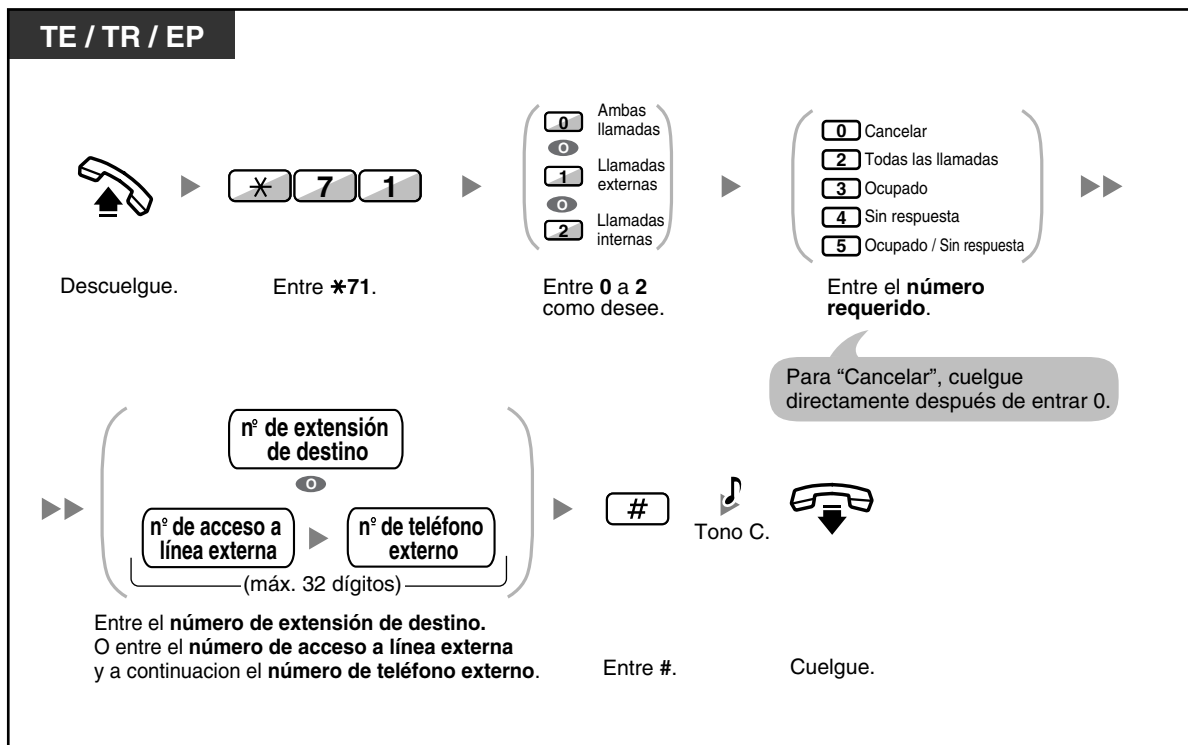 TE / TR / EP
0 Ambas llamadas
O
1 Llamadas externas
O
2 Llamadas internas
0 Cancelar
2 Todas las llamadas
3 Ocupado
4 Sin respuesta
5 Ocupado / Sin respuesta
✳ 7 1
Descuelgue.
Entre ✳71.
Entre 0 a 2
como desee.
Entre el número
requerido.
Para “Cancelar”, cuelgue
directamente después de entrar 0.
nº de extensión
de destino
O
nº de acceso a
línea externa
nº de teléfono
externo
(máx. 32 dígitos)
#
Tono C.
Entre el número de extensión de destino.
O entre el número de acceso a línea externa
y a continuacion el número de teléfono externo.
Entre #.
Cuelgue.